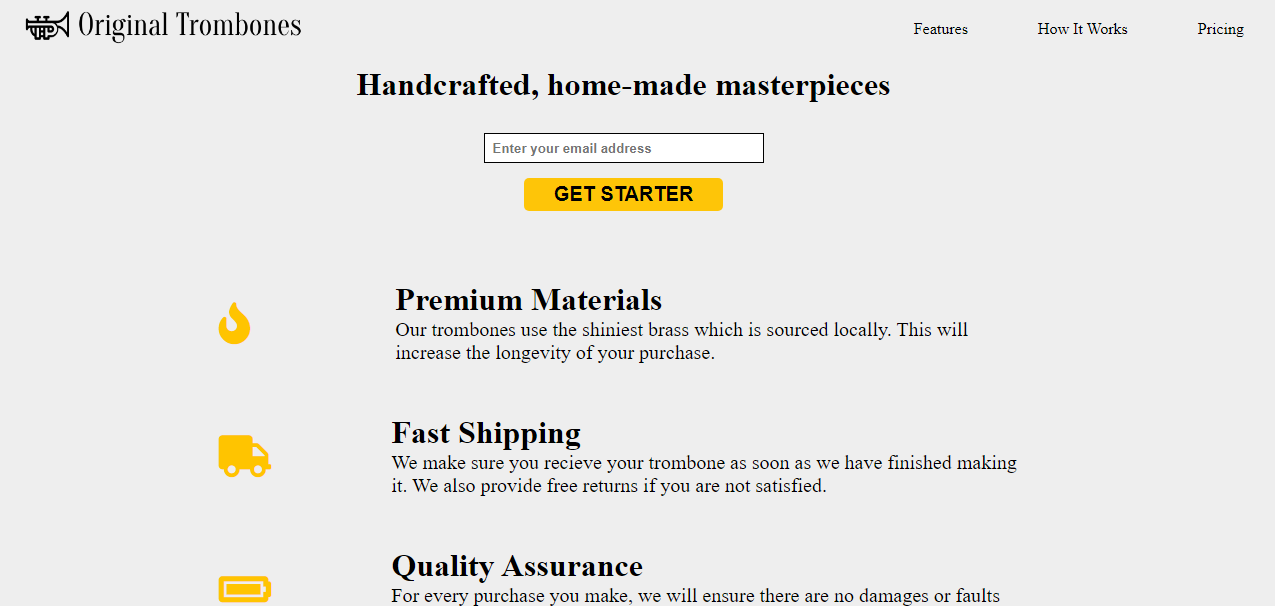 Original Trombones
Features
How It Works
Pricing
Handcrafted, home-made masterpieces
Enter your email address
GET STARTER
Premium Materials
Our trombones use the shiniest brass which is sourced locally. This will
increase the longevity of your purchase.
Fast Shipping
We make sure you recieve your trombone as soon as we have finished making
it. We also provide free returns if you are not satisfied.
Quality Assurance
For every purchase you make, we will ensure there are no damages or faults